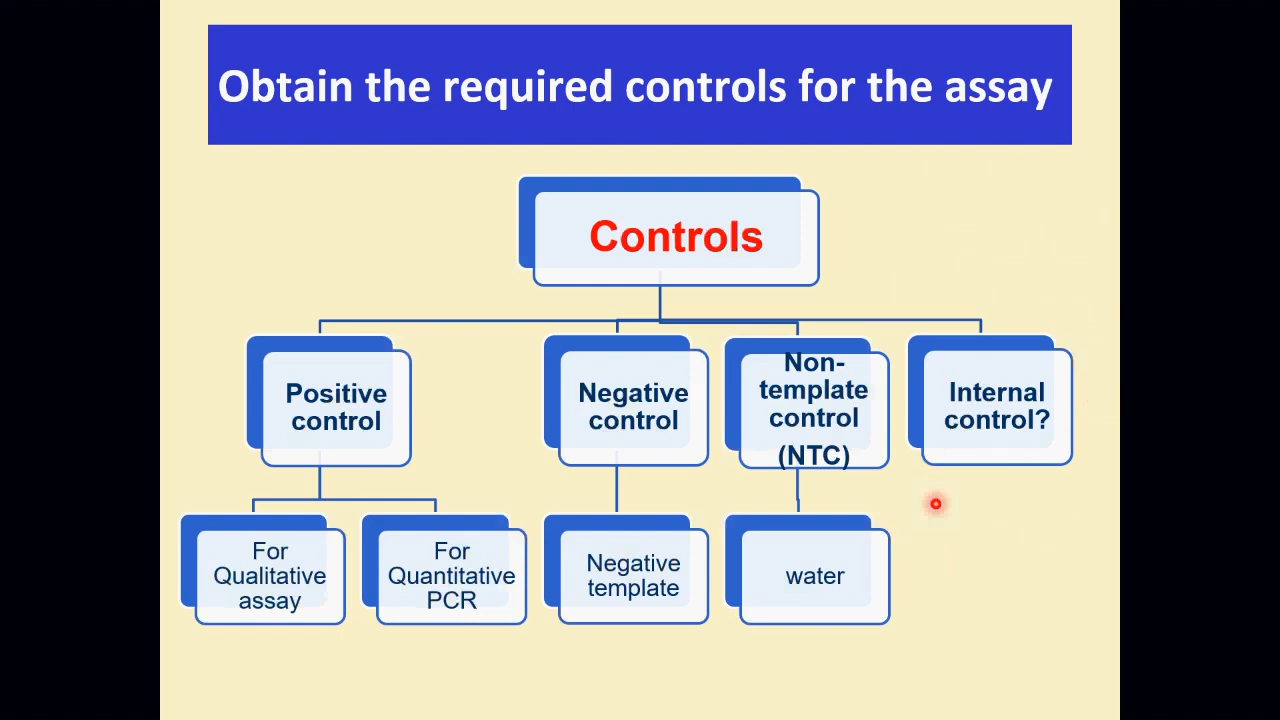 Obtain the required controls for the assay
Controls
Positive
control
Negative
control
Non-
template
control
(NTC)
Internal
control?
For
Qualitative
assay
For
Quantitative
PCR
Negative
template
water